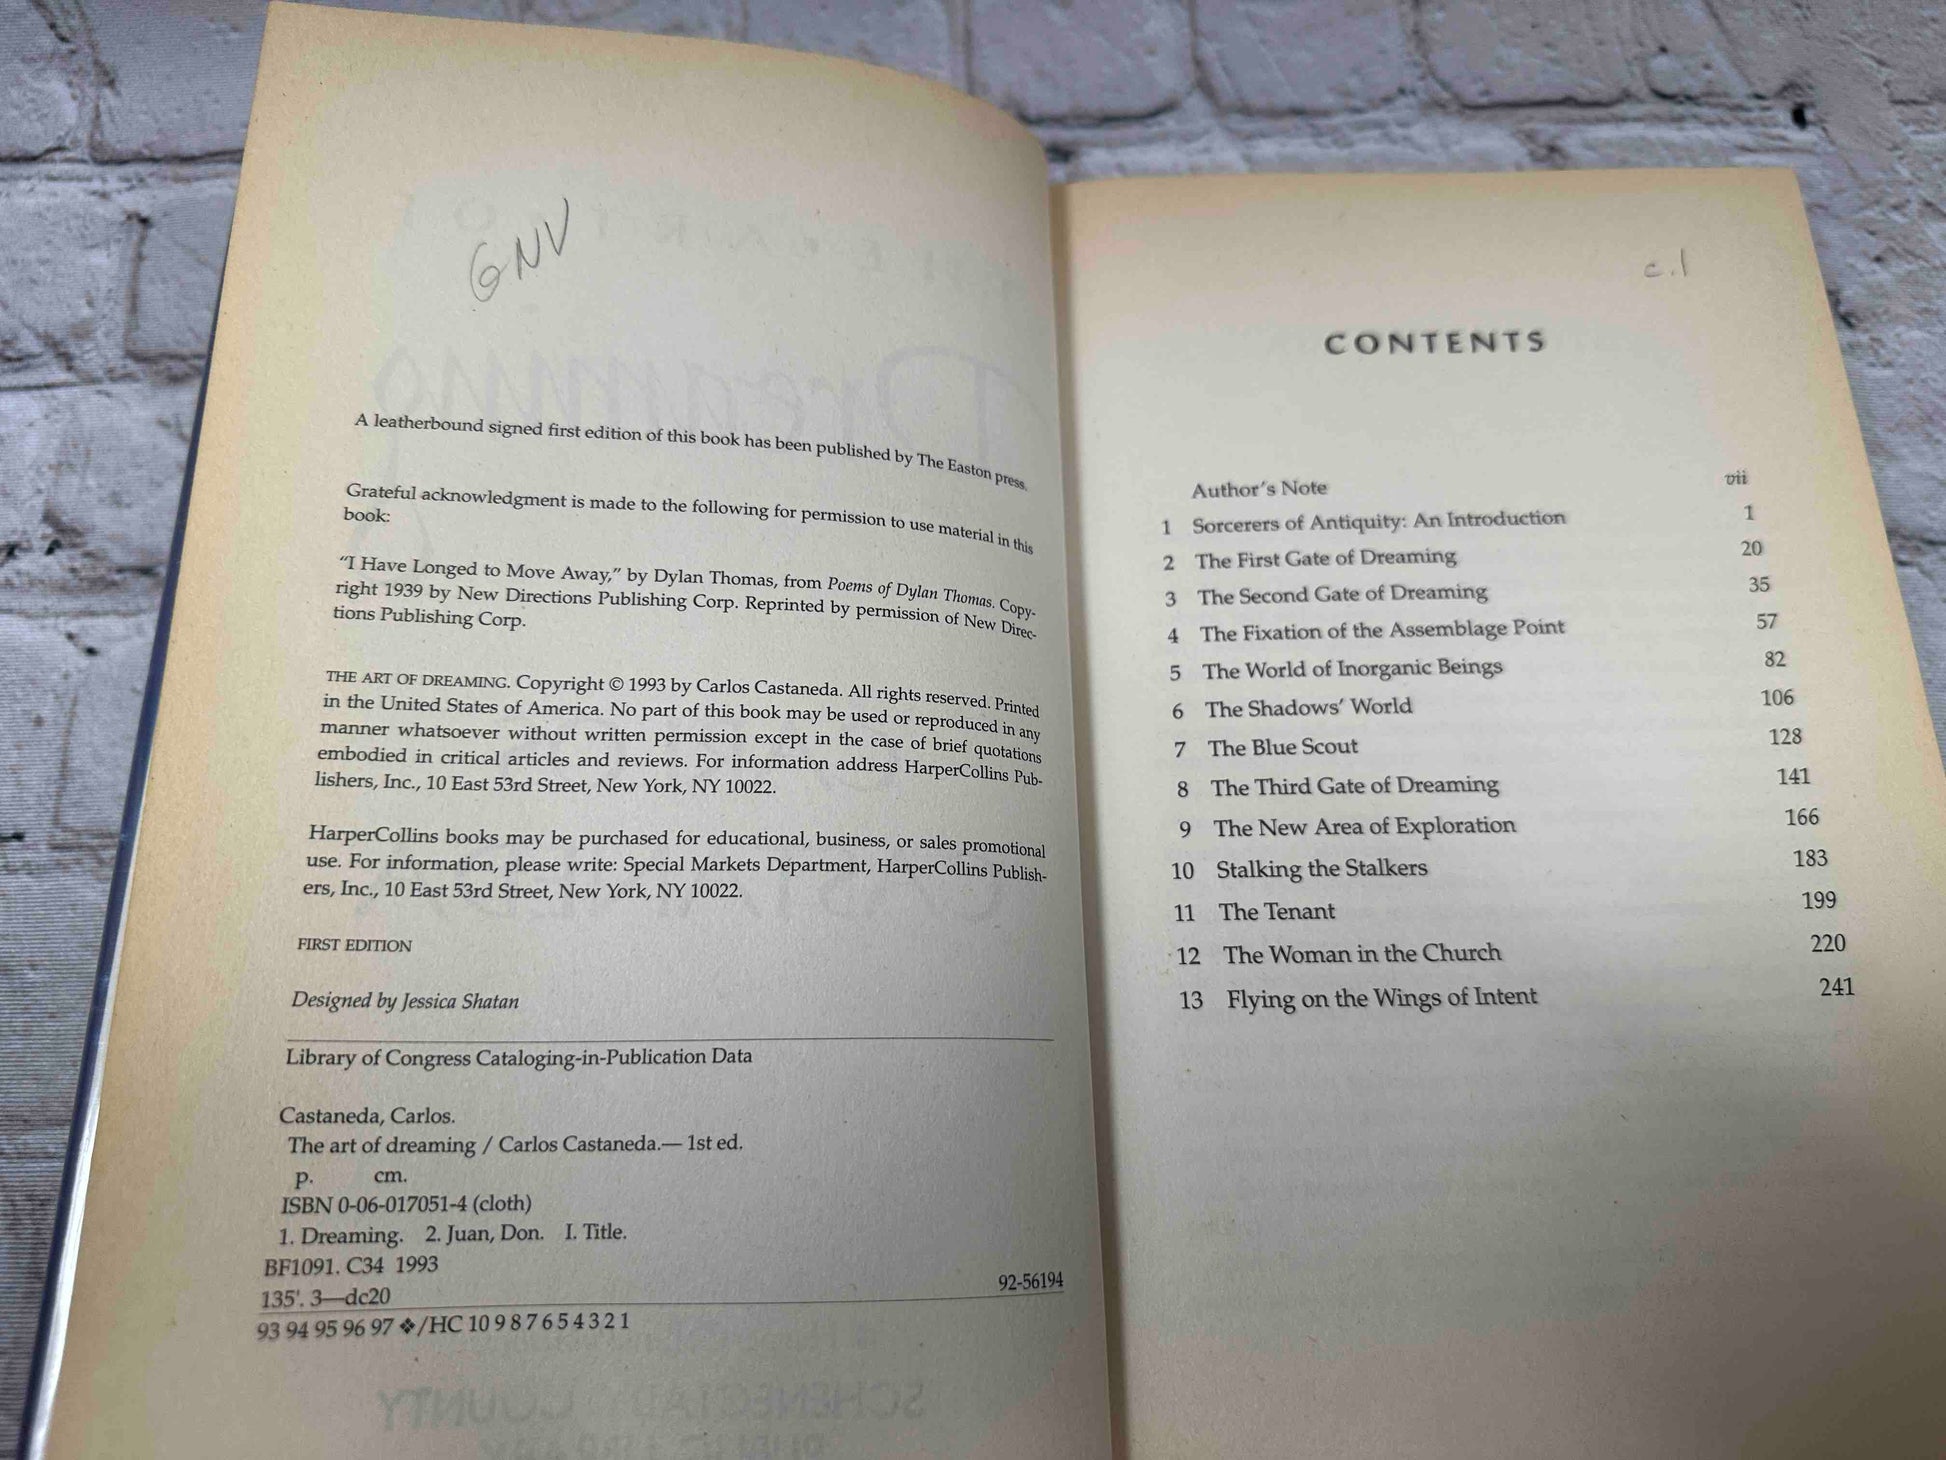 GNV
A leatherbound signed first edition of this book has been published by The Easton press.
Grateful acknowledgment is made to the following for permission to use material in this
book:
“I Have Longed to Move Away,” by Dylan Thomas, from Poems of Dylan Thomas. Copy-
right 1939 by New Directions Publishing Corp. Reprinted by permission of New Direc-
tions Publishing Corp.
THE ART OF DREAMING. Copyright © 1993 by Carlos Castaneda. All rights reserved. Printed
in the United States of America. No part of this book may be used or reproduced in any
manner whatsoever without written permission except in the case of brief quotations
embodied in critical articles and reviews. For information address HarperCollins Pub-
lishers, Inc., 10 East 53rd Street, New York, NY 10022.
HarperCollins books may be purchased for educational, business, or sales promotional
use. For information, please write: Special Markets Department, HarperCollins Publish-
ers, Inc., 10 East 53rd Street, New York, NY 10022.
FIRST EDITION
Designed by Jessica Shatan
Library of Congress Cataloging-in-Publication Data
Castaneda, Carlos.
The art of dreaming / Carlos Castaneda.— 1st ed.
p. cm.
ISBN 0-06-017051-4 (cloth)
1. Dreaming. 2. Juan, Don. I. Title.
BF1091. C34 1993
135'. 3—dc20 92-56194
93 94 95 96 97 ❖/HC 10 9 8 7 6 5 4 3 2 1
SCHENECTADY COUNTY
PUBLIC LIBRARY
c.1
CONTENTS
Author's Note vii
1 Sorcerers of Antiquity: An Introduction 1
2 The First Gate of Dreaming 20
3 The Second Gate of Dreaming 35
4 The Fixation of the Assemblage Point 57
5 The World of Inorganic Beings 82
6 The Shadows' World 106
7 The Blue Scout 128
8 The Third Gate of Dreaming 141
9 The New Area of Exploration 166
10 Stalking the Stalkers 183
11 The Tenant 199
12 The Woman in the Church 220
13 Flying on the Wings of Intent 241